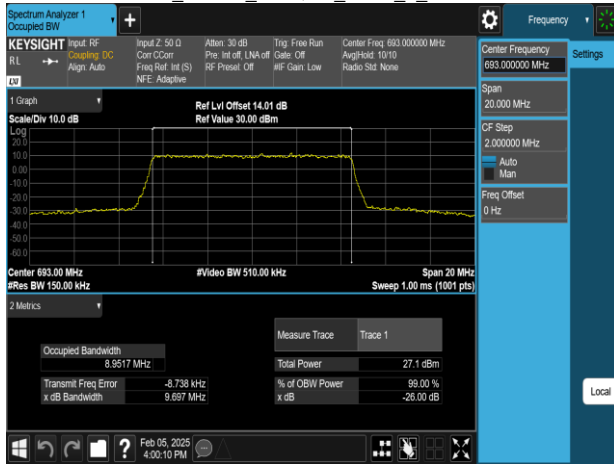 Spectrum Analyzer 1
Occupied BW
Frequency
KEYSIGHT
RL
Input: RF
Coupling: DC
Align: Auto
Input Z: 50 Ω
Corr CCorr
Freq Ref: Int (S)
NFE: Adaptive
Atten: 30 dB
Pre: Int off, LNA off
RF Preset: Off
Trig: Free Run
Gate: Off
#IF Gain: Low
Center Freq: 693.000000 MHz
Avg|Hold: 10/10
Radio Std: None
LXI
1 Graph
Scale/Div 10.0 dB
Ref Lvl Offset 14.01 dB
Ref Value 30.00 dBm
Log
20.0
10.0
0.00
-10.0
-20.0
-30.0
-40.0
-50.0
-60.0
Center 693.00 MHz
#Video BW 510.00 kHz
Span 20 MHz
#Res BW 150.00 kHz
Sweep 1.00 ms (1001 pts)
2 Metrics
Measure Trace Trace 1
Occupied Bandwidth
8.9517 MHz
Total Power 27.1 dBm
Transmit Freq Error -8.738 kHz
% of OBW Power 99.00 %
x dB Bandwidth 9.697 MHz
x dB -26.00 dB
Center Frequency
693.000000 MHz
Settings
Span
20.000 MHz
CF Step
2.000000 MHz
Auto
Man
Freq Offset
0 Hz
Local
?
Feb 05, 2025
4:00:10 PM